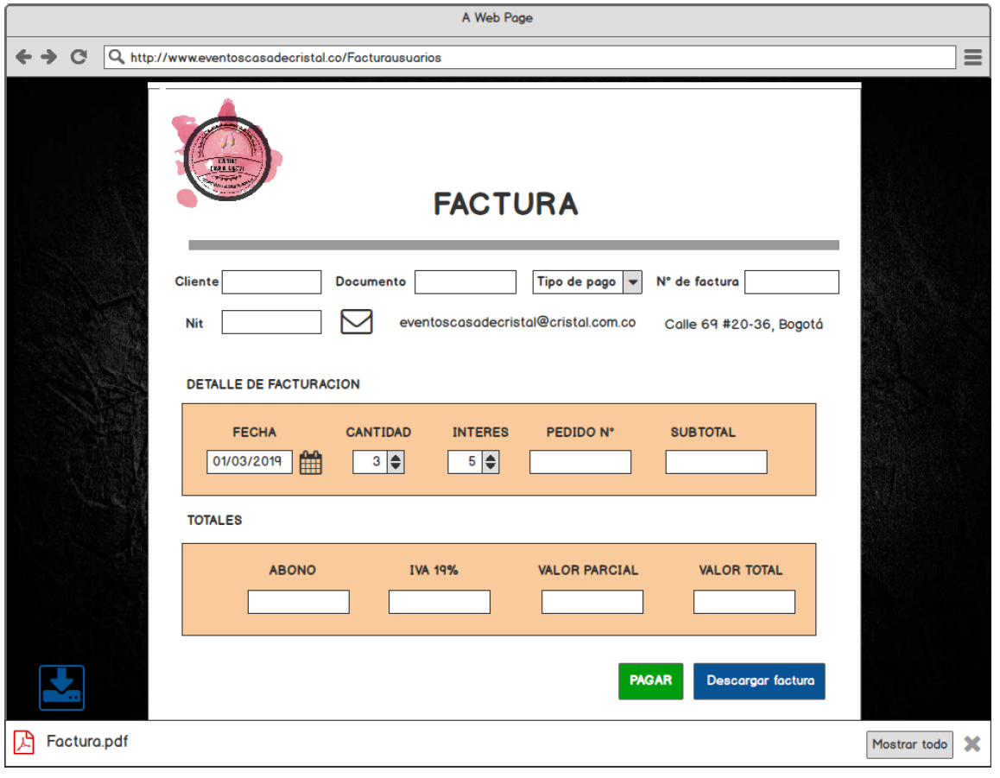 A Web Page
http://www.eventoscasadecristal.co/Facturausuarios
EVENTOS
FACTURA
Cliente Documento Tipo de pago N° de factura
Nit eventoscasadecristal@cristal.com.co Calle 69 #20-36, Bogotá
DETALLE DE FACTURACION
FECHA CANTIDAD INTERES PEDIDO N° SUBTOTAL
01/03/2019 3 5
TOTALES
ABONO IVA 19% VALOR PARCIAL VALOR TOTAL
PAGAR Descargar factura
Factura.pdf Mostrar todo